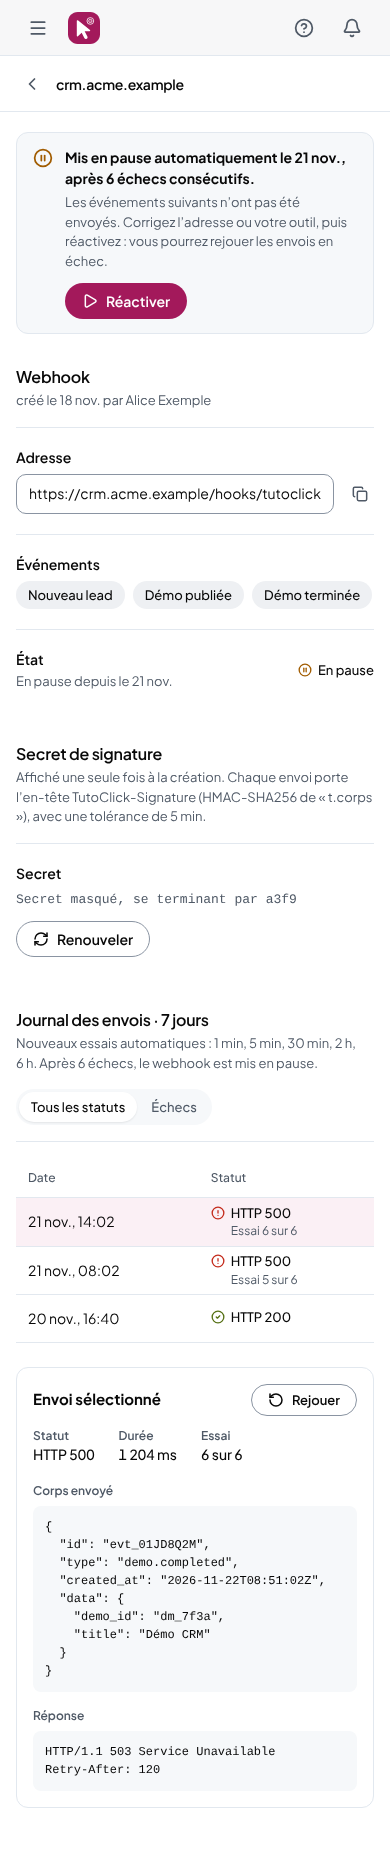 crm.acme.example
Mis en pause automatiquement le 21 nov.,
après 6 échecs consécutifs.
Les événements suivants n'ont pas été
envoyés. Corrigez l'adresse ou votre outil, puis
réactivez : vous pourrez rejouer les envois en
échec.
Réactiver
Webhook
créé le 18 nov. par Alice Exemple
Adresse
https://crm.acme.example/hooks/tutoclick
Événements
Nouveau lead Démo publiée Démo terminée
État
En pause depuis le 21 nov.
En pause
Secret de signature
Affiché une seule fois à la création. Chaque envoi porte
l'en-tête TutoClick-Signature (HMAC-SHA256 de « t.corps
»), avec une tolérance de 5 min.
Secret
Secret masqué, se terminant par a3f9
Renouveler
Journal des envois · 7 jours
Nouveaux essais automatiques : 1 min, 5 min, 30 min, 2 h,
6 h. Après 6 échecs, le webhook est mis en pause.
Tous les statuts Échecs
Date Statut
21 nov., 14:02 HTTP 500
Essai 6 sur 6
21 nov., 08:02 HTTP 500
Essai 5 sur 6
20 nov., 16:40 HTTP 200
Envoi sélectionné Rejouer
Statut Durée Essai
HTTP 500 1 204 ms 6 sur 6
Corps envoyé
{
  "id": "evt_01JD8Q2M",
  "type": "demo.completed",
  "created_at": "2026-11-22T08:51:02Z",
  "data": {
    "demo_id": "dm_7f3a",
    "title": "Démo CRM"
  }
}
Réponse
HTTP/1.1 503 Service Unavailable
Retry-After: 120